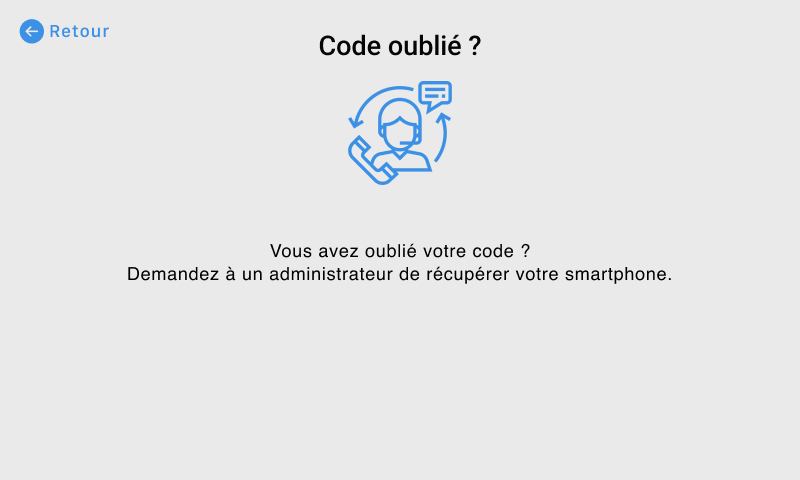 Retour
Code oublié ?
Vous avez oublié votre code ?
Demandez à un administrateur de récupérer votre smartphone.